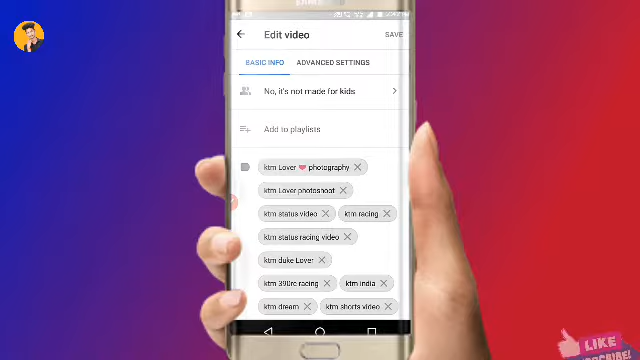 Edit video
SAVE
BASIC INFO
ADVANCED SETTINGS
No, it's not made for kids
Add to playlists
ktm Lover ❤ photography
ktm Lover photoshoot
ktm status video
ktm racing
ktm status racing video
ktm duke Lover
ktm 390rc racing
ktm india
ktm dream
ktm shorts video
LIKE
SUBSCRIBE!